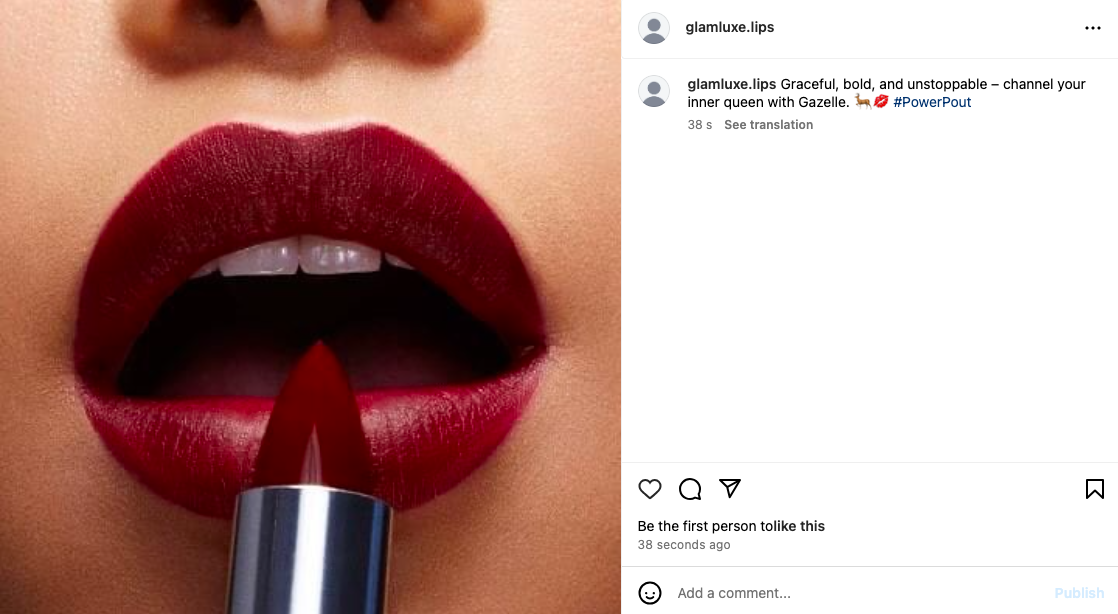 glamluxe.lips
glamluxe.lips Graceful, bold, and unstoppable – channel your
inner queen with Gazelle. 🦌💋 #PowerPout
38 s See translation
Be the first person tolike this
38 seconds ago
Add a comment...
Publish